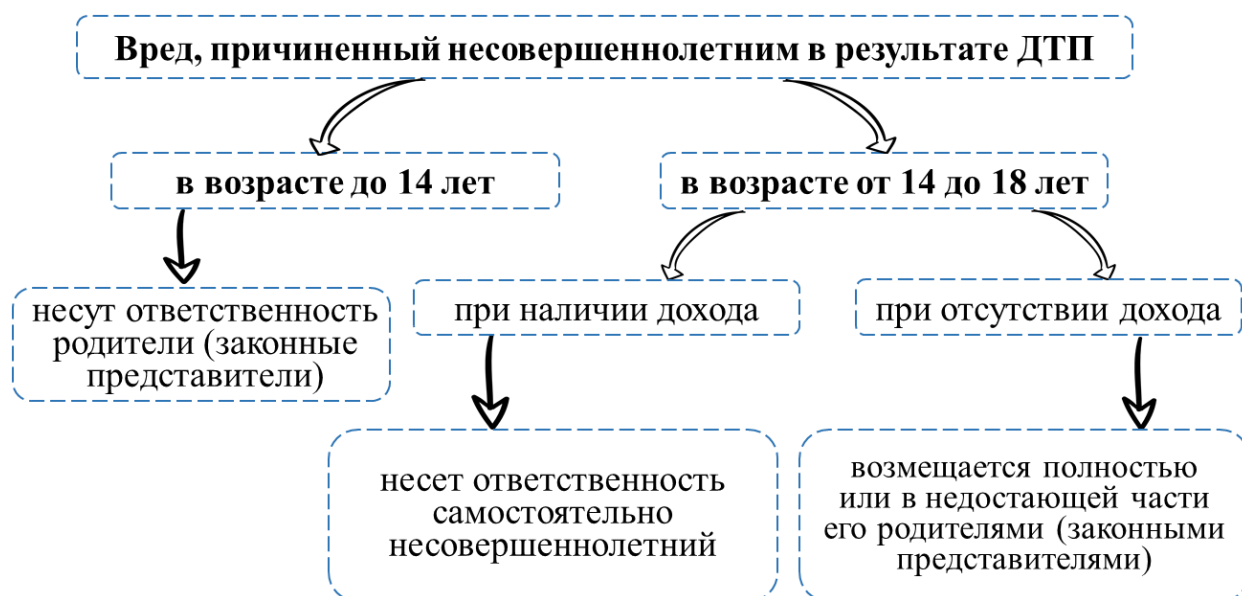 Вред, причиненный несовершеннолетним в результате ДТП
в возрасте до 14 лет
в возрасте от 14 до 18 лет
несут ответственность
родители (законные
представители)
при наличии дохода
при отсутствии дохода
несет ответственность
самостоятельно
несовершеннолетний
возмещается полностью
или в недостающей части
его родителями (законными
представителями)